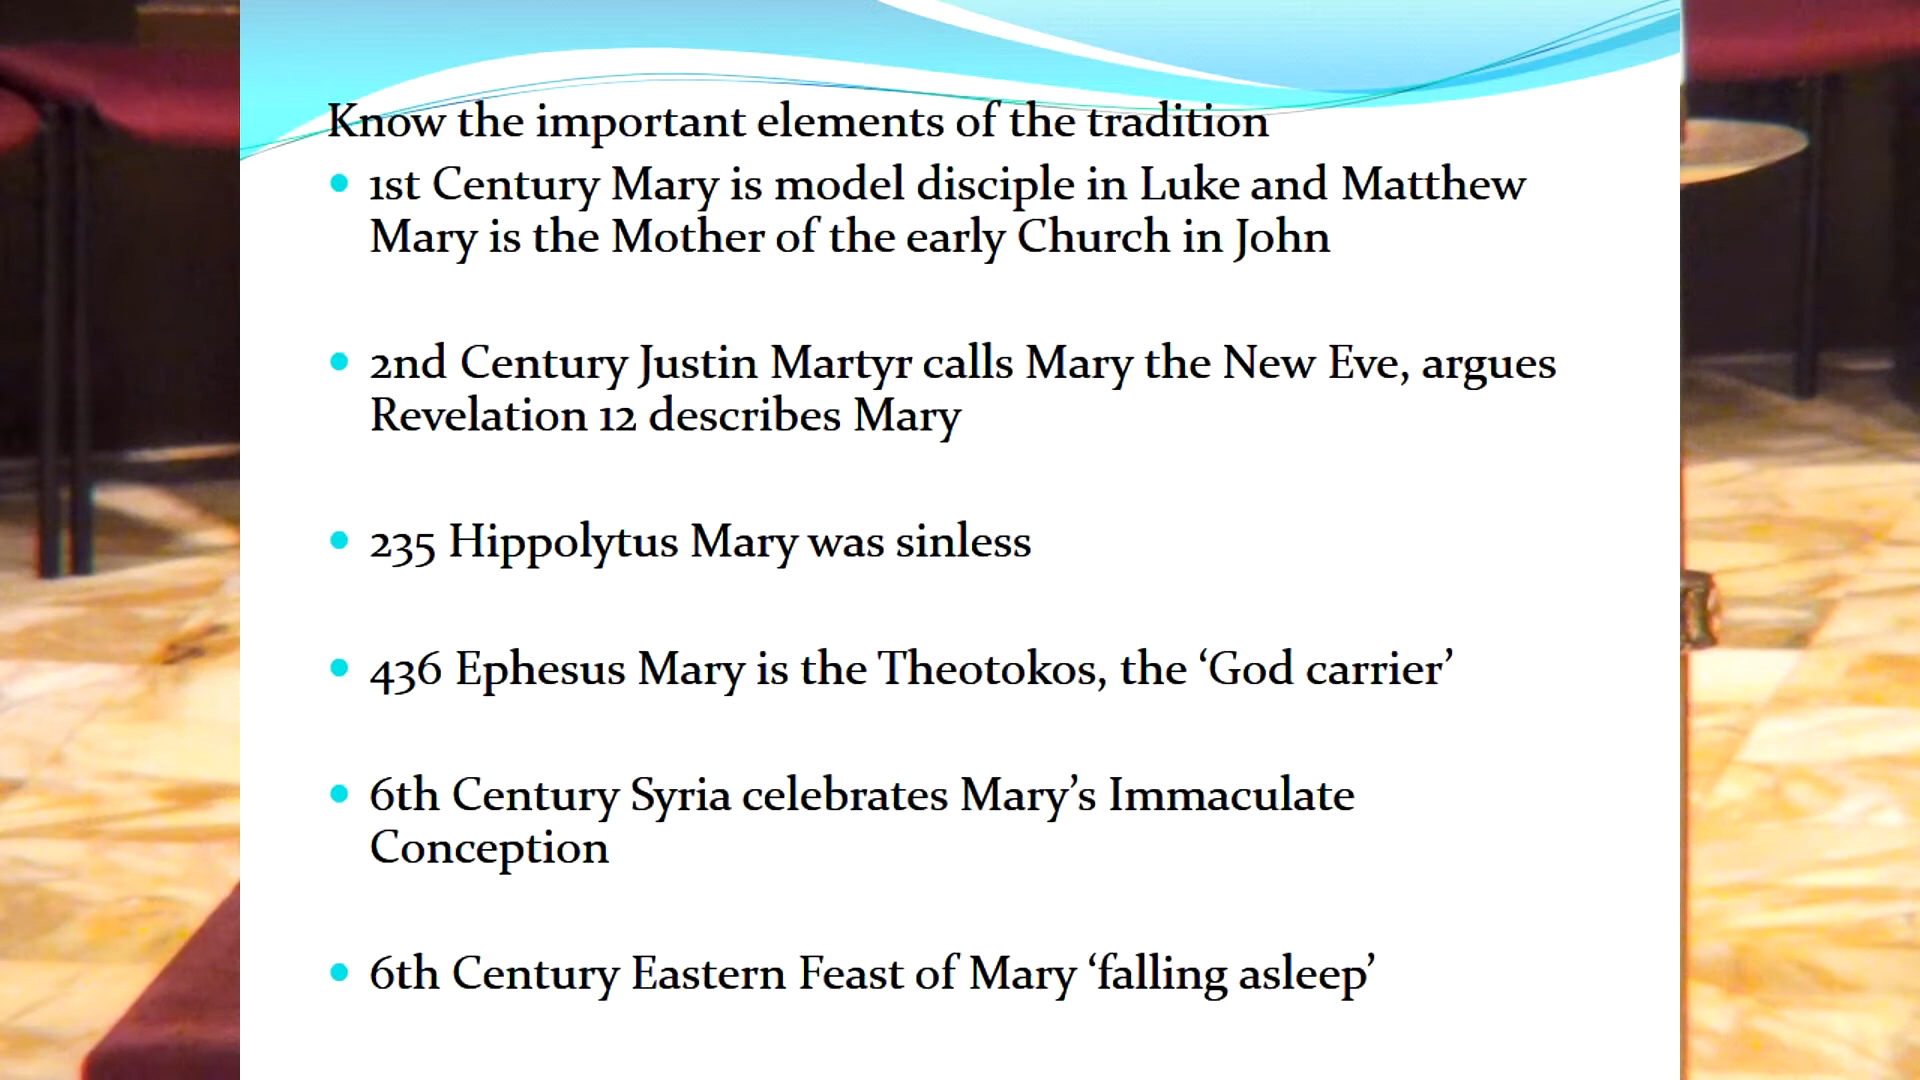 Know the important elements of the tradition
1st Century Mary is model disciple in Luke and Matthew
Mary is the Mother of the early Church in John
2nd Century Justin Martyr calls Mary the New Eve, argues
Revelation 12 describes Mary
235 Hippolytus Mary was sinless
436 Ephesus Mary is the Theotokos, the ‘God carrier’
6th Century Syria celebrates Mary’s Immaculate
Conception
6th Century Eastern Feast of Mary ‘falling asleep’